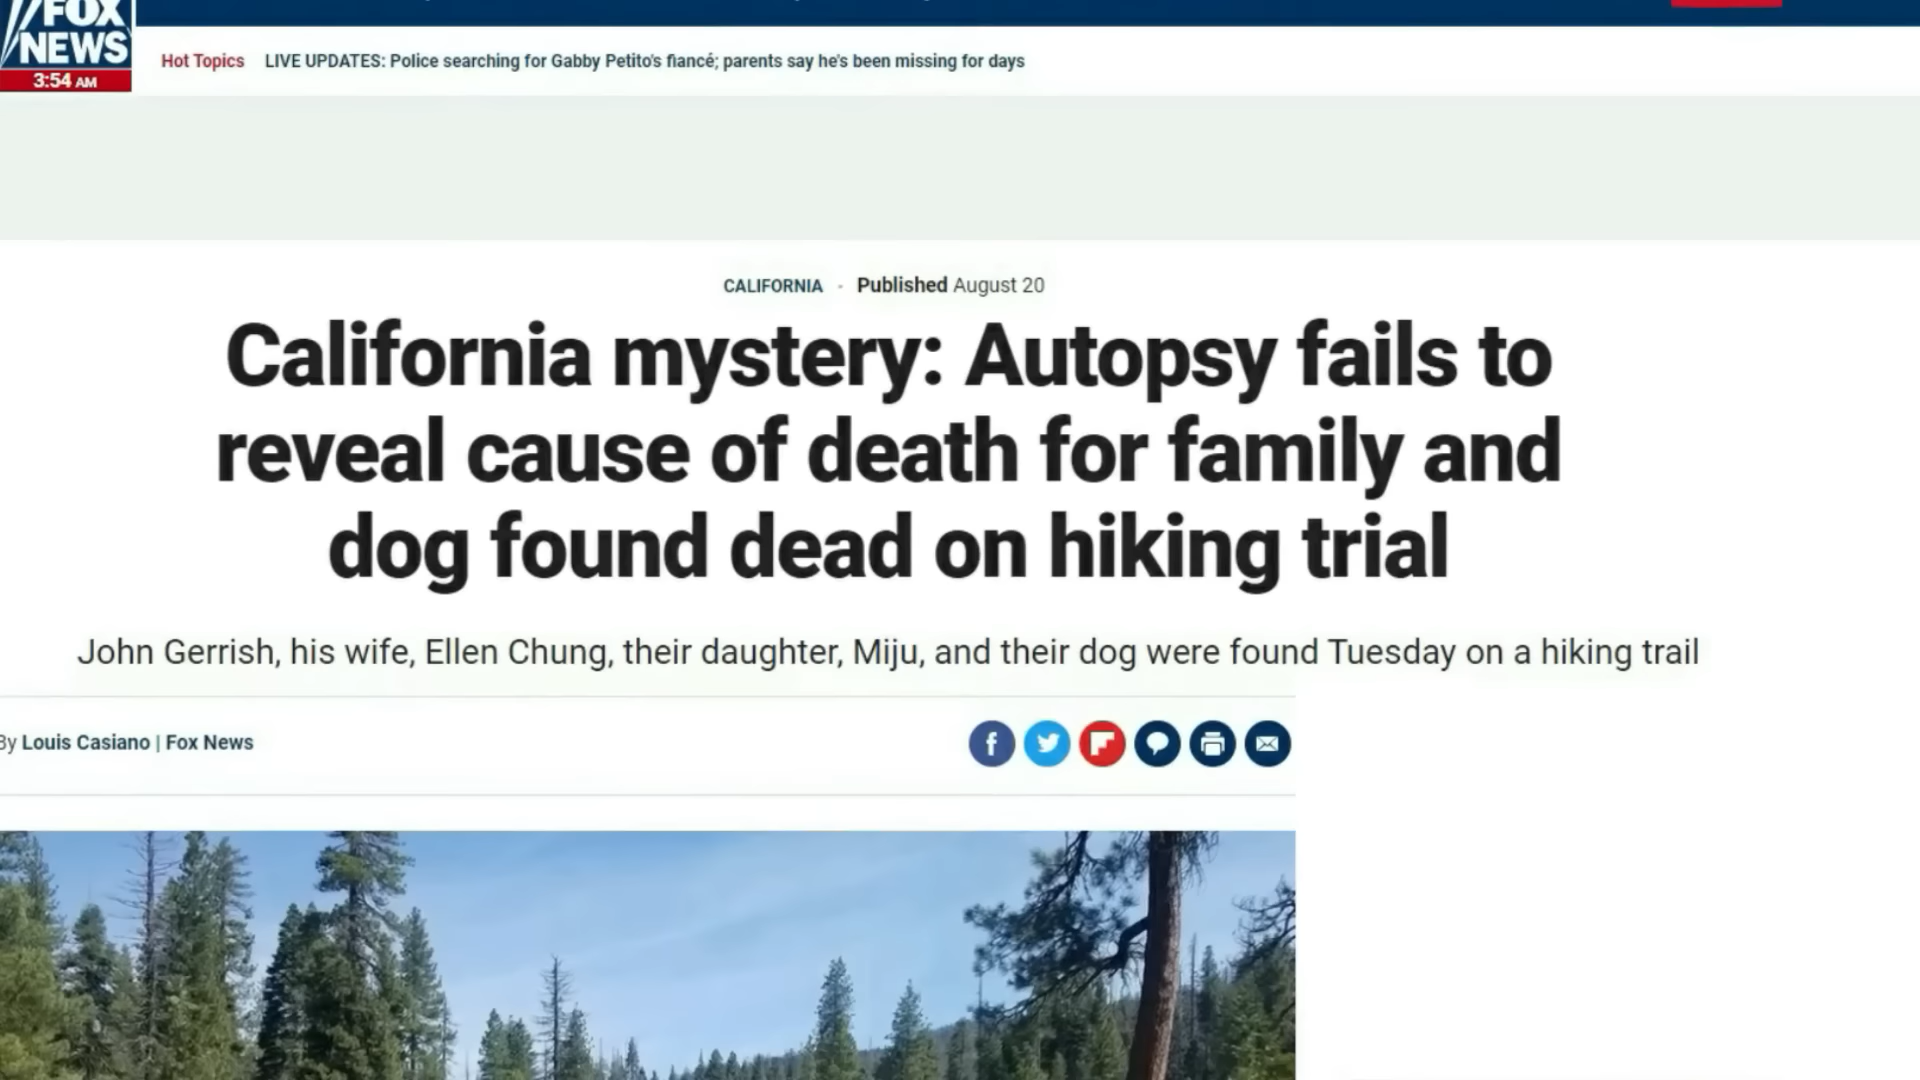 FOX
NEWS
3:54 AM
Hot Topics LIVE UPDATES: Police searching for Gabby Petito's fiancé; parents say he's been missing for days
CALIFORNIA · Published August 20
California mystery: Autopsy fails to
reveal cause of death for family and
dog found dead on hiking trial
John Gerrish, his wife, Ellen Chung, their daughter, Miju, and their dog were found Tuesday on a hiking trail
By Louis Casiano | Fox News